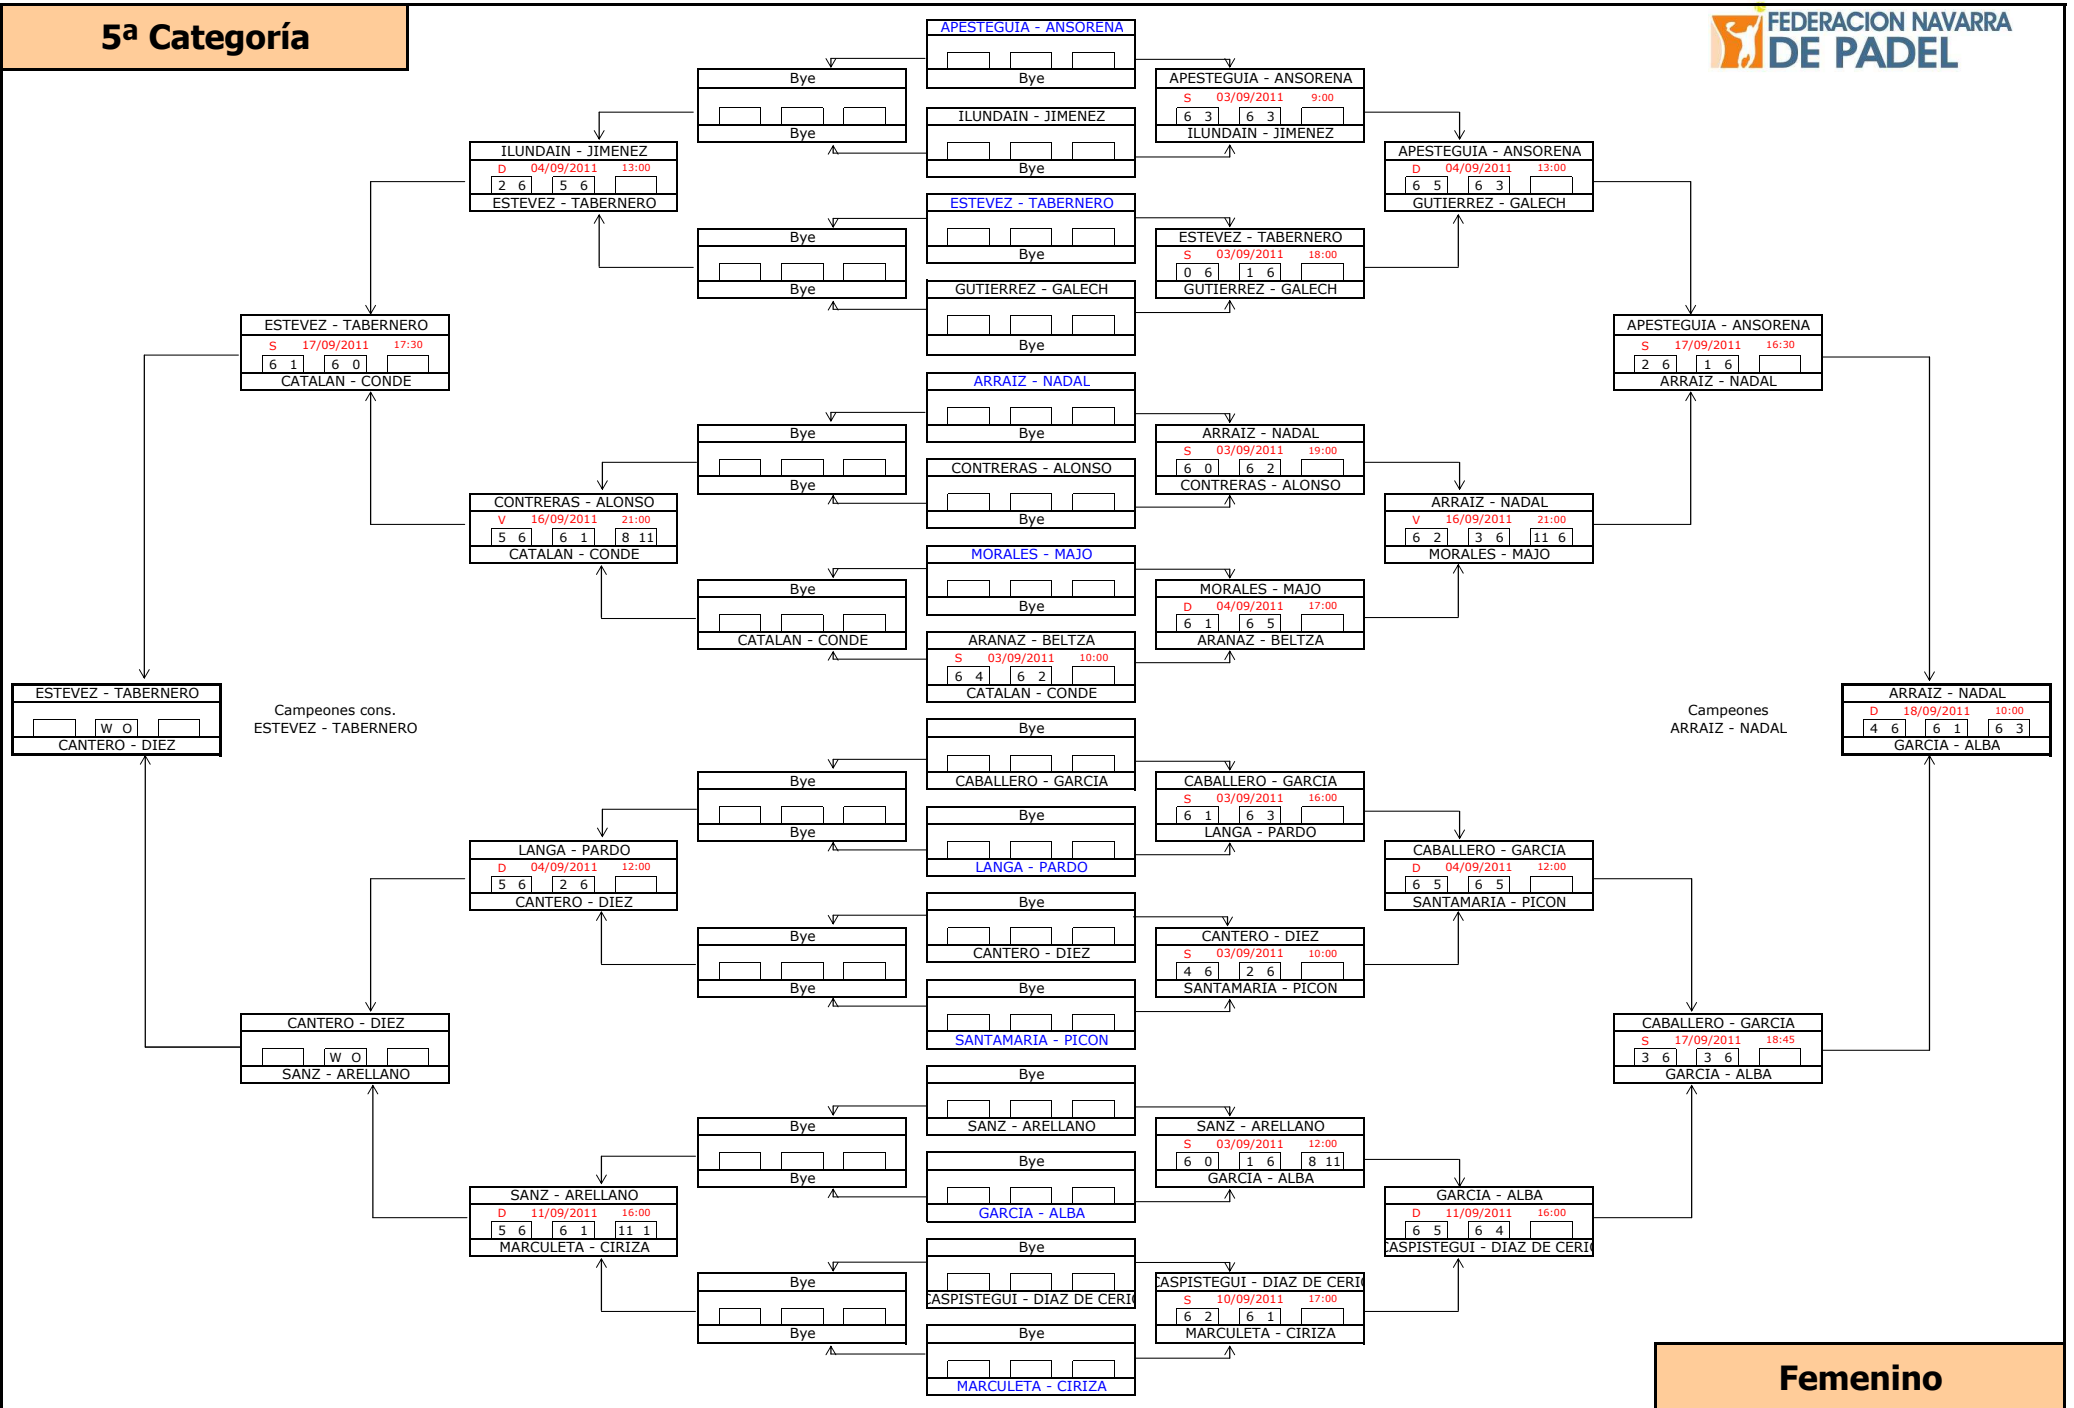 5ª Categoría
FEDERACION NAVARRA
DE PADEL
APESTEGUIA - ANSORENA
Bye
ILUNDAIN - JIMENEZ
Bye
ESTEVEZ - TABERNERO
Bye
GUTIERREZ - GALECH
Bye
ARRAIZ - NADAL
Bye
CONTRERAS - ALONSO
Bye
MORALES - MAJO
Bye
ARANAZ - BELTZA
S 03/09/2011 10:00
6 4 6 2
CATALAN - CONDE
Bye
CABALLERO - GARCIA
Bye
LANGA - PARDO
Bye
CANTERO - DIEZ
Bye
SANTAMARIA - PICON
Bye
SANZ - ARELLANO
Bye
GARCIA - ALBA
Bye
CASPISTEGUI - DIAZ DE CERI
Bye
MARCULETA - CIRIZA
Bye
Bye
Bye
Bye
Bye
Bye
Bye
CATALAN - CONDE
Bye
Bye
Bye
Bye
Bye
Bye
Bye
Bye
ILUNDAIN - JIMENEZ
D 04/09/2011 13:00
2 6 5 6
ESTEVEZ - TABERNERO
CONTRERAS - ALONSO
V 16/09/2011 21:00
5 6 6 1 8 11
CATALAN - CONDE
LANGA - PARDO
D 04/09/2011 12:00
5 6 2 6
CANTERO - DIEZ
SANZ - ARELLANO
D 11/09/2011 16:00
5 6 6 1 11 1
MARCULETA - CIRIZA
ESTEVEZ - TABERNERO
S 17/09/2011 17:30
6 1 6 0
CATALAN - CONDE
CANTERO - DIEZ
W O
SANZ - ARELLANO
ESTEVEZ - TABERNERO
W O
CANTERO - DIEZ
Campeones cons.
ESTEVEZ - TABERNERO
APESTEGUIA - ANSORENA
S 03/09/2011 9:00
6 3 6 3
ILUNDAIN - JIMENEZ
ESTEVEZ - TABERNERO
S 03/09/2011 18:00
0 6 1 6
GUTIERREZ - GALECH
ARRAIZ - NADAL
S 03/09/2011 19:00
6 0 6 2
CONTRERAS - ALONSO
MORALES - MAJO
D 04/09/2011 17:00
6 1 6 5
ARANAZ - BELTZA
CABALLERO - GARCIA
S 03/09/2011 16:00
6 1 6 3
LANGA - PARDO
CANTERO - DIEZ
S 03/09/2011 10:00
4 6 2 6
SANTAMARIA - PICON
SANZ - ARELLANO
S 03/09/2011 12:00
6 0 1 6 8 11
GARCIA - ALBA
CASPISTEGUI - DIAZ DE CERI
S 10/09/2011 17:00
6 2 6 1
MARCULETA - CIRIZA
APESTEGUIA - ANSORENA
D 04/09/2011 13:00
6 5 6 3
GUTIERREZ - GALECH
ARRAIZ - NADAL
V 16/09/2011 21:00
6 2 3 6 11 6
MORALES - MAJO
CABALLERO - GARCIA
D 04/09/2011 12:00
6 5 6 5
SANTAMARIA - PICON
GARCIA - ALBA
D 11/09/2011 16:00
6 5 6 4
CASPISTEGUI - DIAZ DE CERI
APESTEGUIA - ANSORENA
S 17/09/2011 16:30
2 6 1 6
ARRAIZ - NADAL
CABALLERO - GARCIA
S 17/09/2011 18:45
3 6 3 6
GARCIA - ALBA
Campeones
ARRAIZ - NADAL
ARRAIZ - NADAL
D 18/09/2011 10:00
4 6 6 1 6 3
GARCIA - ALBA
Femenino